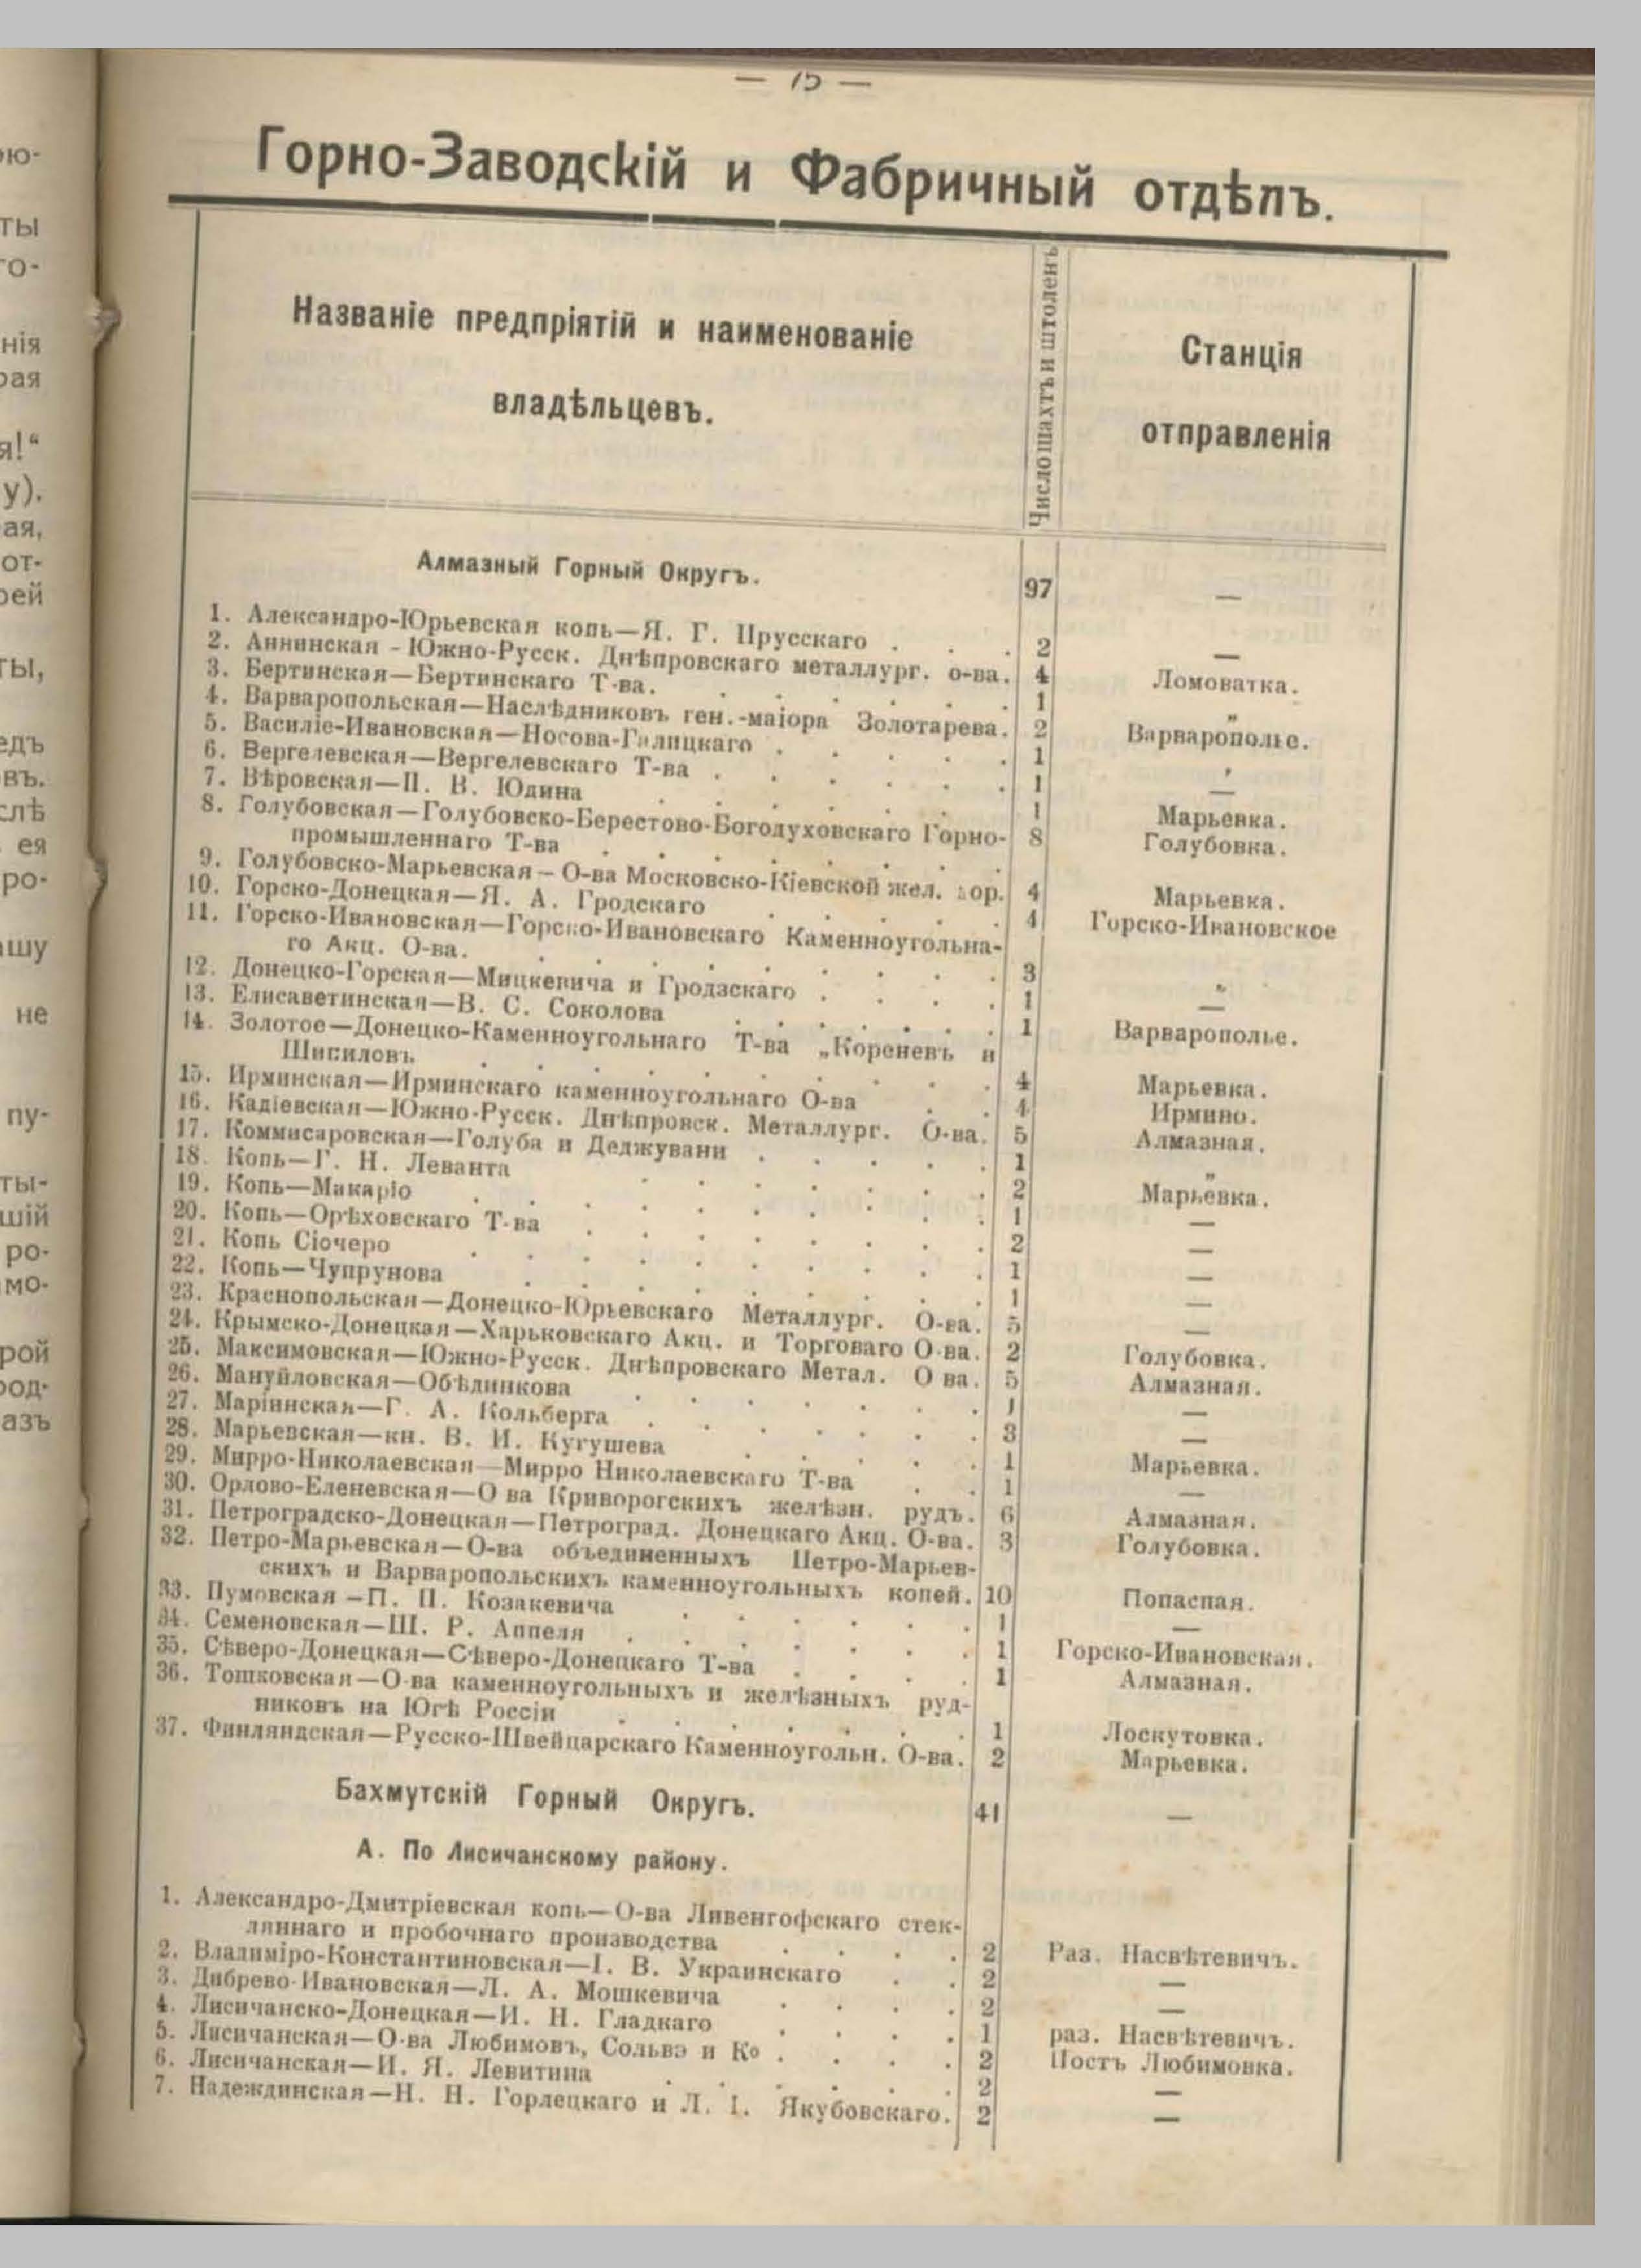 — 75 —
Горно-Заводскій и Фабричный отдѣлъ.
Названіе предпріятій и наименованіе
владѣльцевъ.
Число шахтъ и штоленъ
Станція
отправленія
Алмазный Горный Округъ. 97 —
1. Александро-Юрьевская копь—Я. Г. Прусскаго . . . 2 —
2. Аннинская - Южно-Русск. Днѣпровскаго металлург. о-ва. 4 Ломоватка.
3. Бертинская—Бертинскаго Т-ва. . . . . . 1 „
4. Варваропольская—Наслѣдниковъ ген.-маіора Золотарева. 2 Варварополье.
5. Василіе-Ивановская—Носова-Галицкаго . . . . . 1 „
6. Вергелевская—Вергелевскаго Т-ва . . . . . 1 —
7. Вѣровская—П. В. Юдина . . . . . . 1 Марьевка.
8. Голубовская—Голубовско-Берестово-Богодуховскаго Горно- 8 Голубовка.
промышленнаго Т-ва . . . . . . .
9. Голубовско-Марьевская—О-ва Московско-Кіевской жел. дор. 4 Марьевка.
10. Горско-Донецкая—Я. А. Гродскаго . . . . 4 Горско-Ивановское
11. Горско-Ивановская—Горско-Ивановскаго Каменноугольна-
го Акц. О-ва. . . . . . . . 3 „
12. Донецко-Горская—Мицкевича и Гродзскаго . . . . 1 —
13. Елисаветинская—В. С. Соколова . . . . . . 1 Варварополье.
14. Золотое—Донецко-Каменноугольнаго Т-ва „Кореневъ и
Шипиловъ . . . . . . . 4 Марьевка.
15. Ирминская—Ирминскаго каменноугольнаго О-ва . . 4 Ирмино.
16. Кадіевская—Южно-Русск. Днѣпровск. Металлург. О-ва. 5 Алмазная.
17. Коммисаровская—Голуба и Деджувани . . . . . 1 „
18. Копь—Г. Н. Леванта . . . . . . 2 Марьевка.
19. Копь—Макаріо . . . . . . . 1 —
20. Копь—Орѣховскаго Т-ва . . . . . . 2 —
21. Копь Сіочеро . . . . . . . 1 —
22. Копь—Чупрунова . . . . . . . 1 —
23. Краснопольская—Донецко-Юрьевскаго Металлург. О-ва. 5 —
24. Крымско-Донецкая—Харьковскаго Акц. и Торговаго О-ва. 2 Голубовка.
25. Максимовская—Южно-Русск. Днѣпровскаго Метал. О ва. 5 Алмазная.
26. Мануйловская—Обѣдинкова . . . . . . 1 —
27. Маріинская—Г. А. Кольберга . . . . . . 3 —
28. Марьевская—кн. В. И. Кугушева . . . . 1 Марьевка.
29. Мирро-Николаевская—Мирро Николаевскаго Т-ва . . 1 —
30. Орлово-Еленевская—О ва Криворогскихъ желѣзн. рудъ. 6 Алмазная.
31. Петроградско-Донецкая—Петроград. Донецкаго Акц. О-ва. 3 Голубовка.
32. Петро-Марьевская—О-ва объединенныхъ Петро-Марьев-
скихъ и Варваропольскихъ каменноугольныхъ копей. 10 Попасная.
33. Пумовская—П. П. Козакевича . . . . . 1 —
34. Семеновская—Ш. Р. Аппеля . . . . . . 1 Горско-Ивановская.
35. Сѣверо-Донецкая—Сѣверо-Донецкаго Т-ва . . . . 1 Алмазная.
36. Тошковская—О-ва каменноугольныхъ и желѣзныхъ руд-
никовъ на Югѣ Россіи . . . . . . 1 Лоскутовка.
37. Финляндская—Русско-Швейцарскаго Каменноугольн. О-ва. 2 Марьевка.
Бахмутскій Горный Округъ. 41 —
А. По Лисичанскому району.
1. Александро-Дмитріевская копь—О-ва Ливенгофскаго стек-
ляннаго и пробочнаго производства . . . . 2 Раз. Насвѣтевичъ.
2. Владиміро-Константиновская—І. В. Украинскаго . . 2 —
3. Дибрево-Ивановская—Л. А. Мошкевича . . . . 2 —
4. Лисичанско-Донецкая—И. Н. Гладкаго . . . . 1 раз. Насвѣтевичъ.
5. Лисичанская—О-ва Любимовъ, Сольвэ и Ко . . . . 2 Постъ Любимовка.
6. Лисичанская—И. Я. Левитина . . . . . . 2 —
7. Надеждинская—Н. Н. Горлецкаго и Л. І. Якубовскаго. 2 —